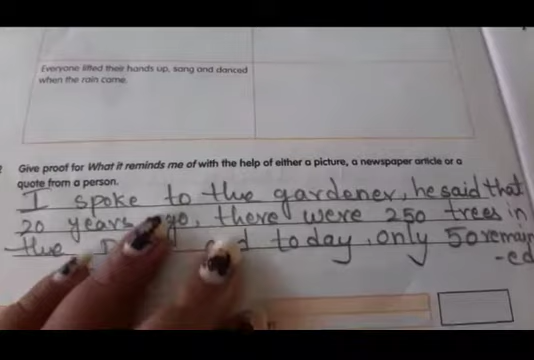 Everyone lifted their hands up, sang and danced
when the rain came.
Give proof for What it reminds me of with the help of either a picture, a newspaper article or a
quote from a person.
I spoke to the gardener, he said that
20 years ago, there were 250 trees in
the and today, only 50 remain
-ed